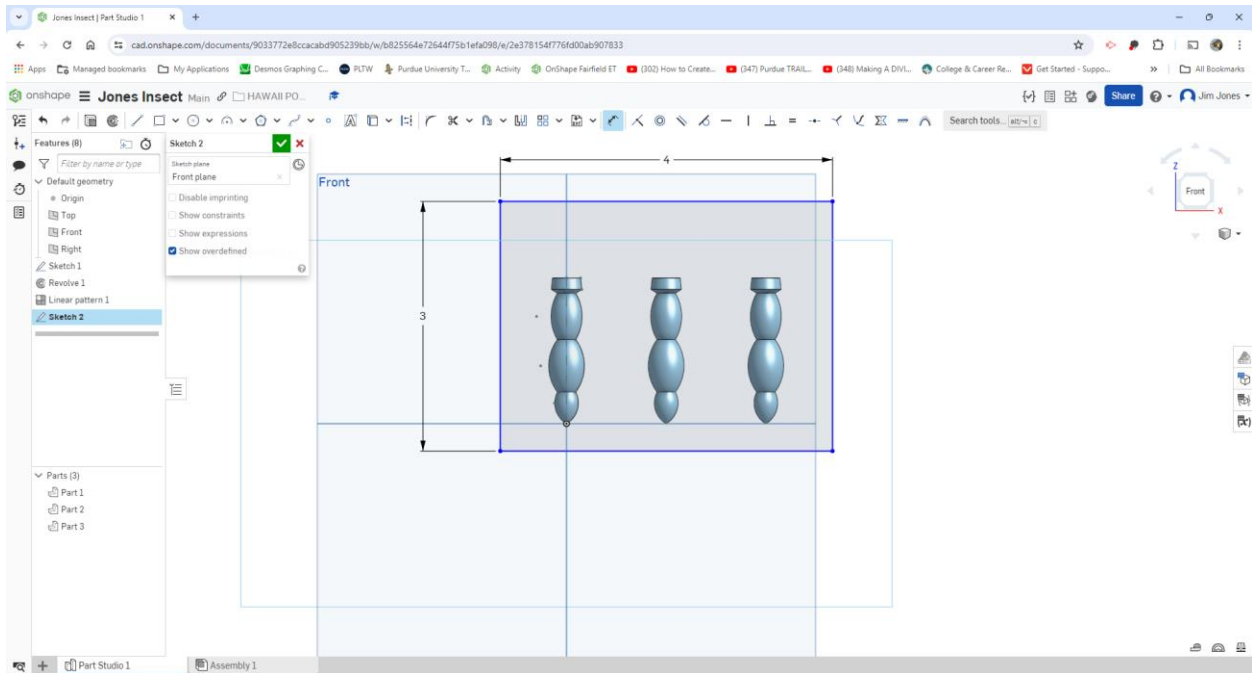 Jones Insect | Part Studio 1
cad.onshape.com/documents/9033772e8ccacabd905239bb/w/b825564e72644f75b1efa098/e/2e378154f776fd00ab907833
Apps Managed bookmarks My Applications Desmos Graphing C... PLTW Purdue University T... Activity OnShape Fairfield ET (302) How to Create... (347) Purdue TRAIL... (348) Making A DIVI... College & Career Re... Get Started - Suppo... All Bookmarks
onshape Jones Insect Main HAWAII PO... Share Jim Jones
Search tools... alt/⌥ c
Features (8)
Filter by name or type
Default geometry
Origin
Top
Front
Right
Sketch 1
Revolve 1
Linear pattern 1
Sketch 2
Sketch 2
Sketch plane
Front plane
Disable imprinting
Show constraints
Show expressions
Show overdefined
Front
4
3
Z
Front
X
Parts (3)
Part 1
Part 2
Part 3
Part Studio 1 Assembly 1